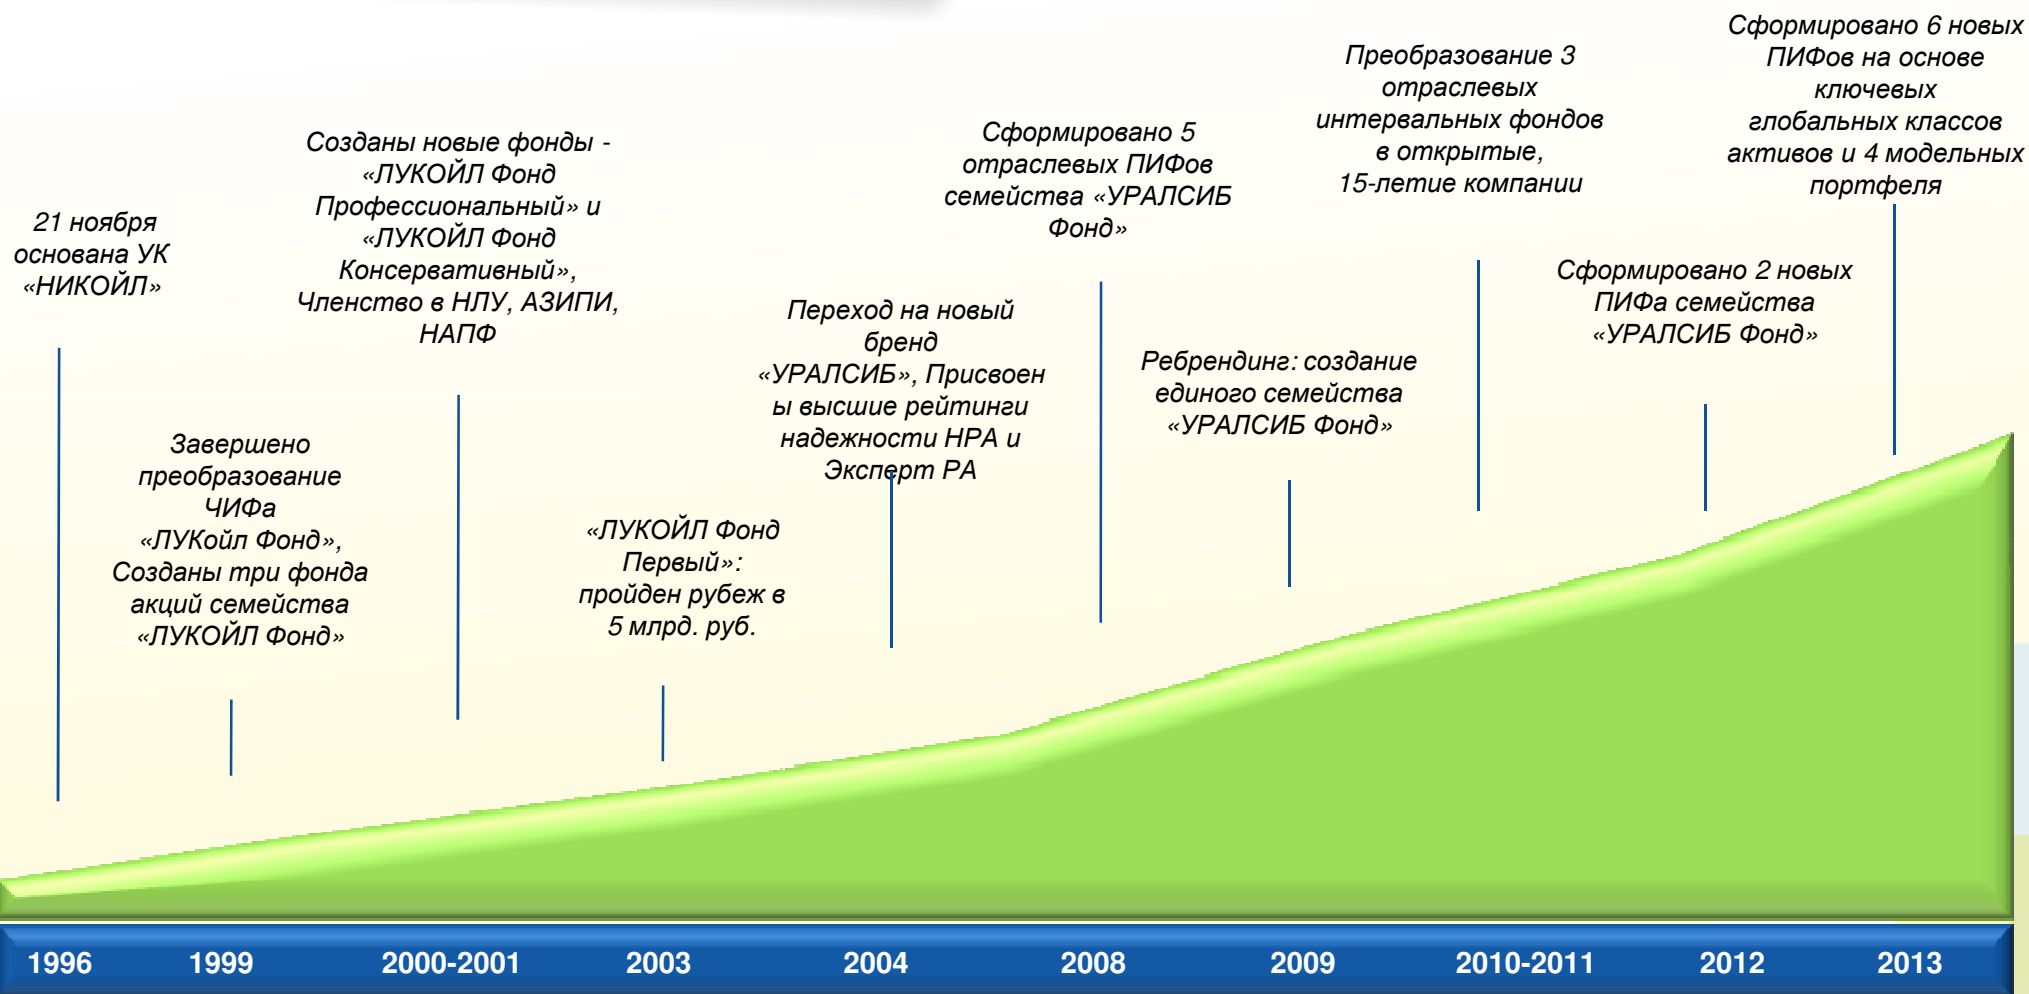 21 ноября
основана УК
«НИКОЙЛ»
Завершено
преобразование
ЧИФа
«ЛУКойл Фонд»,
Созданы три фонда
акций семейства
«ЛУКОЙЛ Фонд»
Созданы новые фонды -
«ЛУКОЙЛ Фонд
Профессиональный» и
«ЛУКОЙЛ Фонд
Консервативный»,
Членство в НЛУ, АЗИПИ,
НАПФ
«ЛУКОЙЛ Фонд
Первый»:
пройден рубеж в
5 млрд. руб.
Переход на новый
бренд
«УРАЛСИБ», Присвоен
ы высшие рейтинги
надежности НРА и
Эксперт РА
Сформировано 5
отраслевых ПИФов
семейства «УРАЛСИБ
Фонд»
Ребрендинг: создание
единого семейства
«УРАЛСИБ Фонд»
Преобразование 3
отраслевых
интервальных фондов
в открытые,
15-летие компании
Сформировано 2 новых
ПИФа семейства
«УРАЛСИБ Фонд»
Сформировано 6 новых
ПИФов на основе
ключевых
глобальных классов
активов и 4 модельных
портфеля
1996
1999
2000-2001
2003
2004
2008
2009
2010-2011
2012
2013